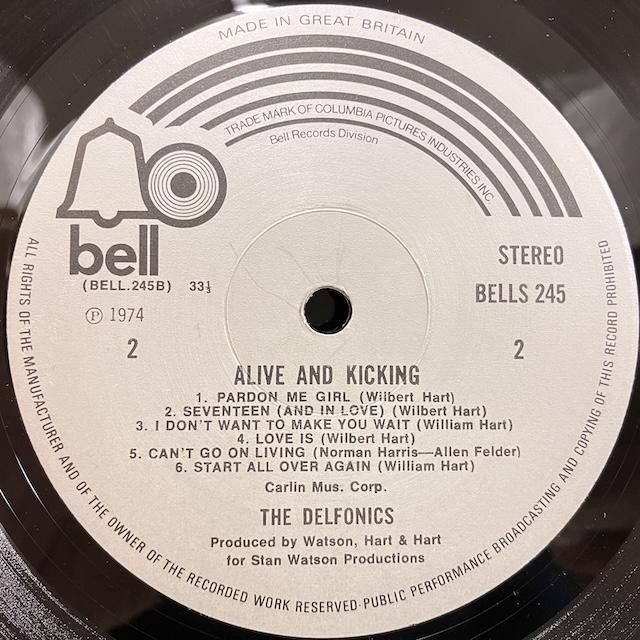 MADE IN GREAT BRITAIN
TRADE MARK OF COLUMBIA PICTURES INDUSTRIES INC.
Bell Records Division
bell
(BELL.245B) 33⅓
STEREO
BELLS 245
Ⓟ 1974
2 2
ALIVE AND KICKING
1. PARDON ME GIRL (Wilbert Hart)
2. SEVENTEEN (AND IN LOVE) (Wilbert Hart)
3. I DON'T WANT TO MAKE YOU WAIT (William Hart)
4. LOVE IS (Wilbert Hart)
5. CAN'T GO ON LIVING (Norman Harris—Allen Felder)
6. START ALL OVER AGAIN (William Hart)
Carlin Mus. Corp.
THE DELFONICS
Produced by Watson, Hart & Hart
for Stan Watson Productions
ALL RIGHTS OF THE MANUFACTURER AND OF THE OWNER OF THE RECORDED WORK RESERVED·PUBLIC PERFORMANCE BROADCASTING AND COPYING OF THIS RECORD PROHIBITED